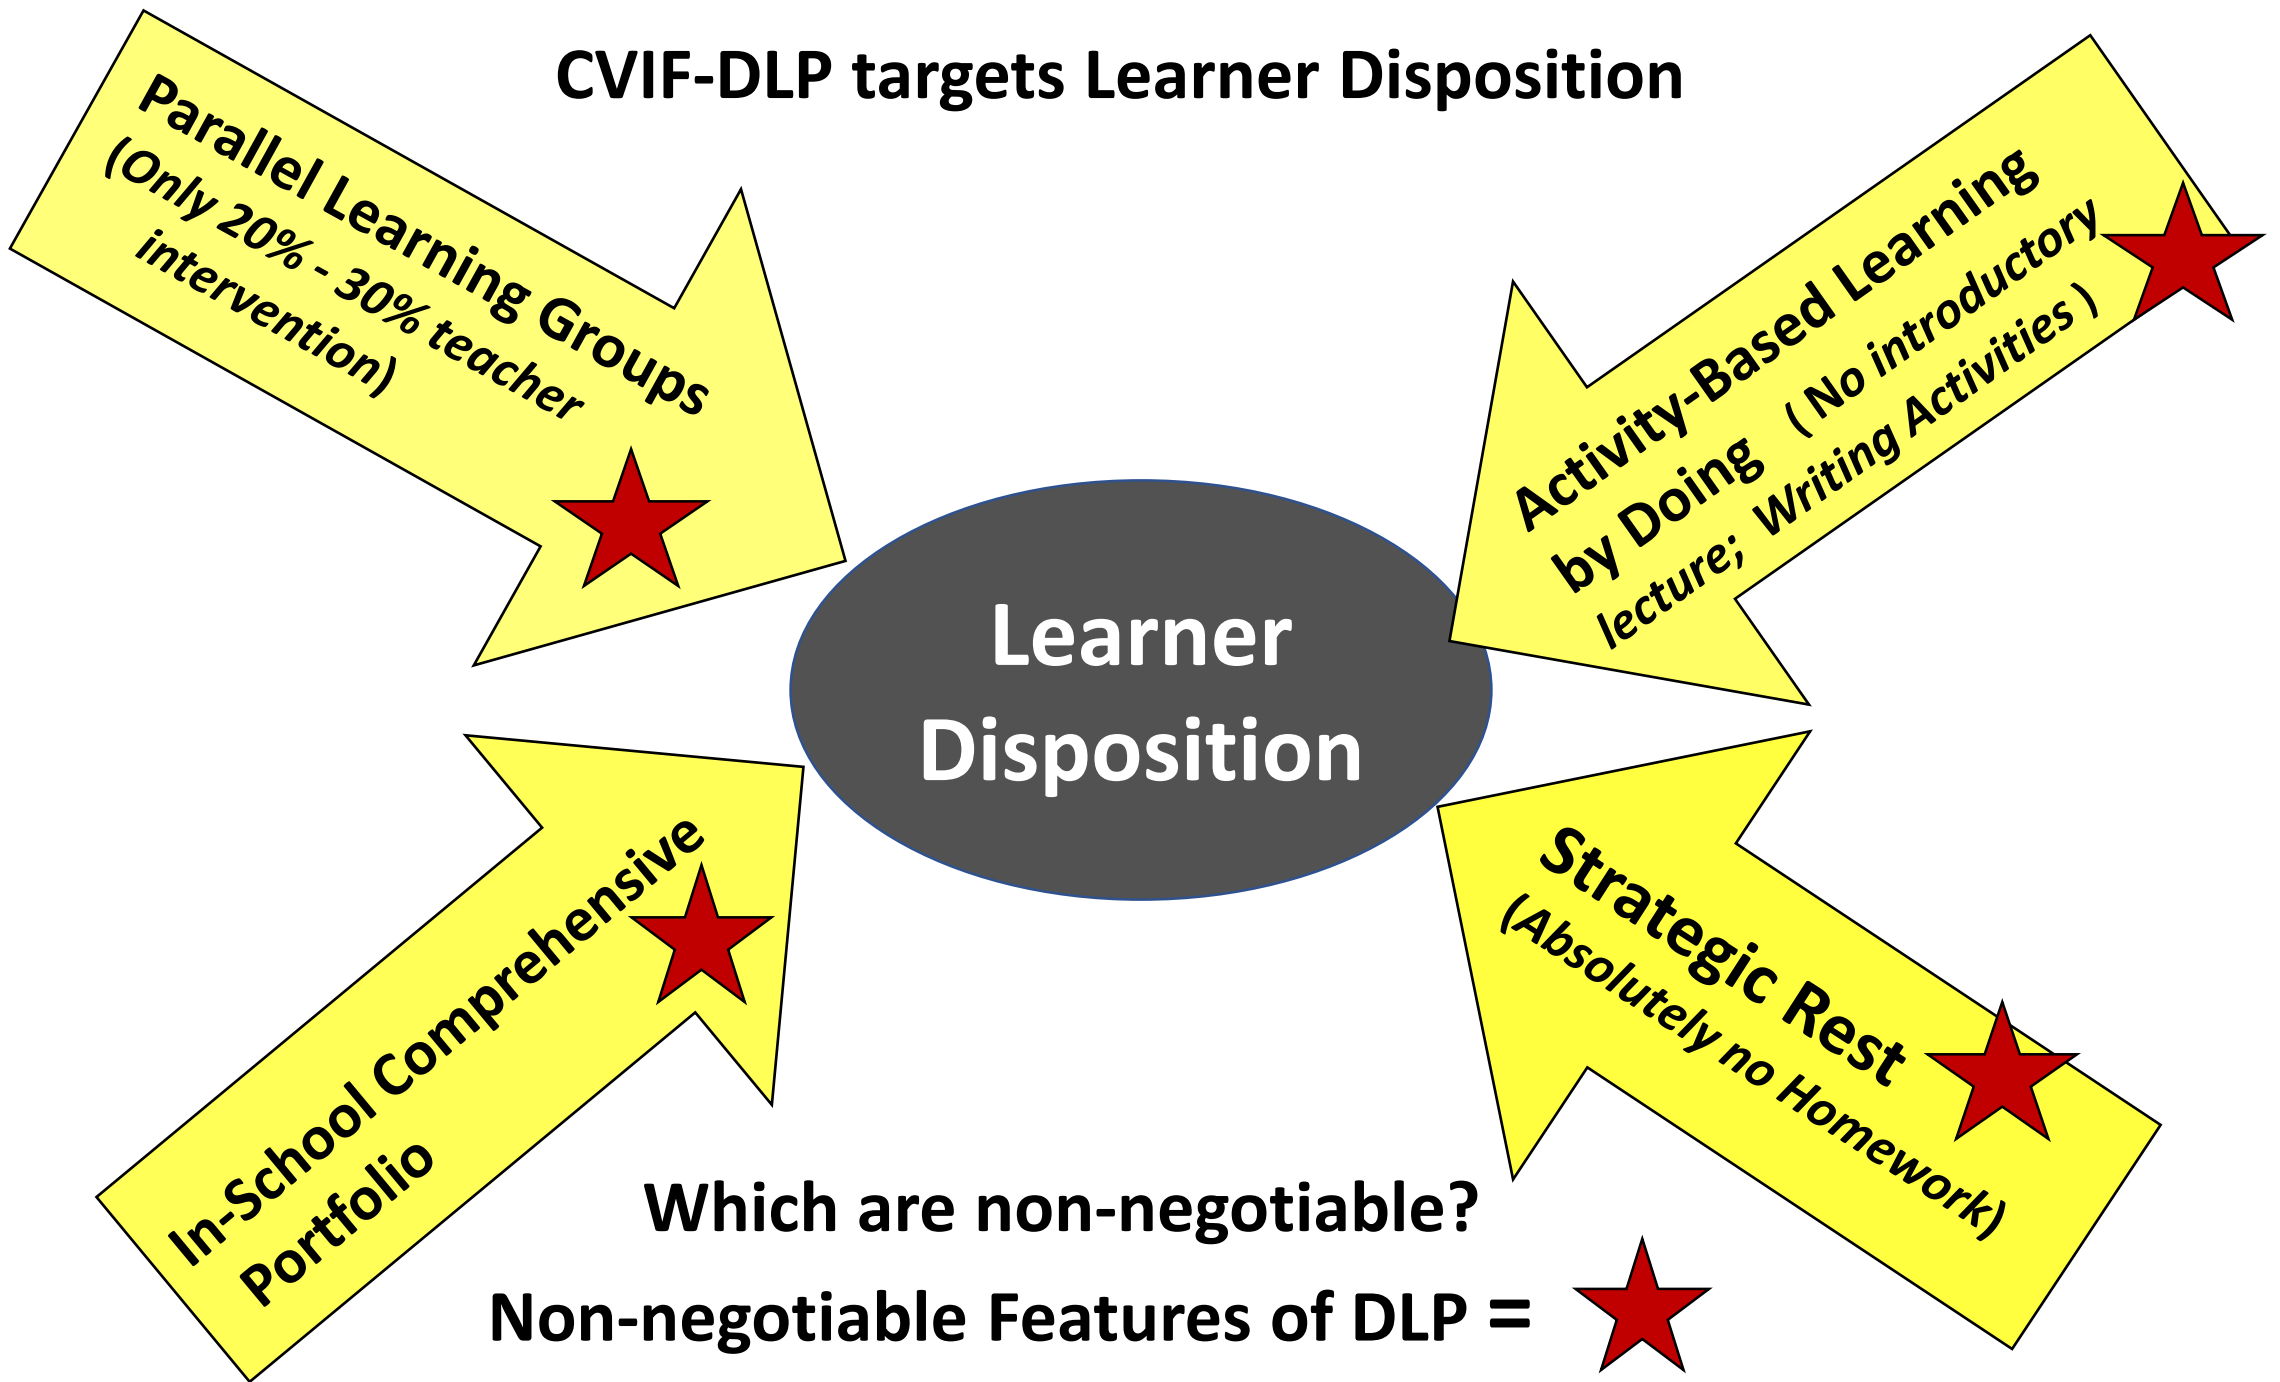 CVIF-DLP targets Learner Disposition
Parallel Learning Groups
(Only 20% - 30% teacher
intervention)
Activity-Based Learning
by Doing ( No introductory
lecture; Writing Activities )
Learner
Disposition
In-School Comprehensive
Portfolio
Strategic Rest
(Absolutely no Homework)
Which are non-negotiable?
Non-negotiable Features of DLP =